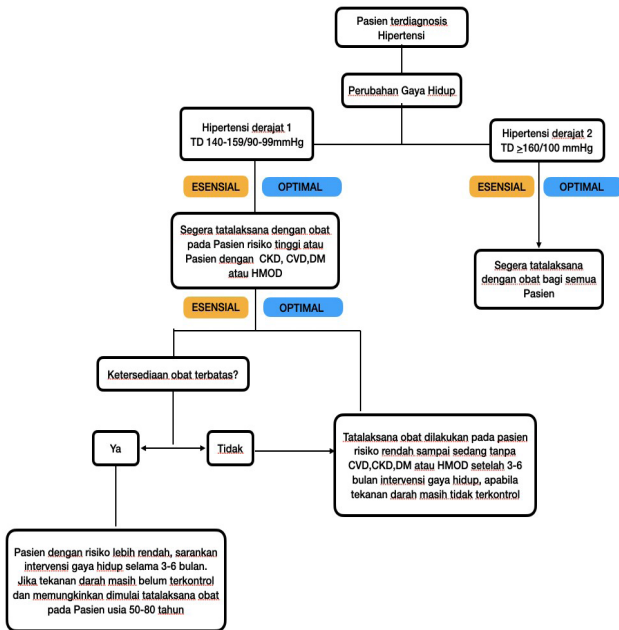 Pasien terdiagnosis
Hipertensi
Perubahan Gaya Hidup
Hipertensi derajat 1
TD 140-159/90-99mmHg
Hipertensi derajat 2
TD ≥160/100 mmHg
ESENSIAL
OPTIMAL
ESENSIAL
OPTIMAL
Segera tatalaksana dengan obat
pada Pasien risiko tinggi atau
Pasien dengan CKD, CVD,DM
atau HMOD
Segera tatalaksana
dengan obat bagi semua
Pasien
ESENSIAL
OPTIMAL
Ketersediaan obat terbatas?
Ya
Tidak
Tatalaksana obat dilakukan pada pasien
risiko rendah sampai sedang tanpa
CVD,CKD,DM atau HMOD setelah 3-6
bulan intervensi gaya hidup, apabila
tekanan darah masih tidak terkontrol
Pasien dengan risiko lebih rendah, sarankan
intervensi gaya hidup selama 3-6 bulan.
Jika tekanan darah masih belum terkontrol
dan memungkinkan dimulai tatalaksana obat
pada Pasien usia 50-80 tahun